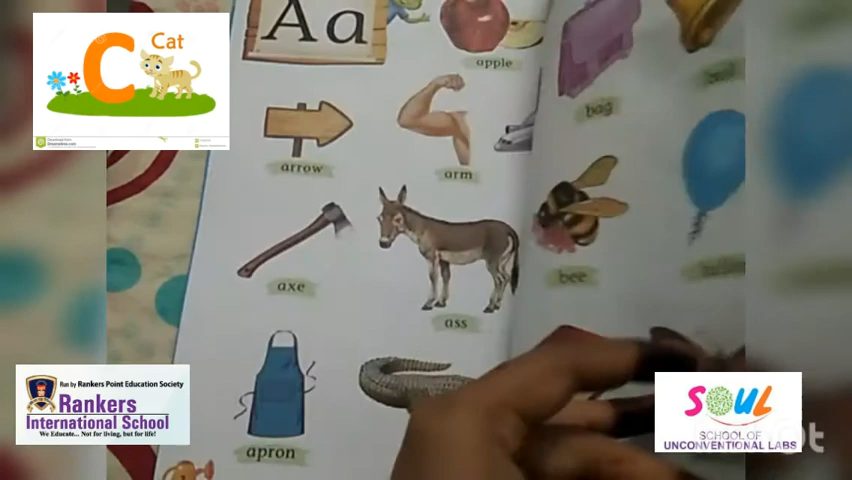 C
Cat
Aa
apple
bag
arrow
arm
axe
ass
bee
apron
Run by Rankers Point Education Society
Rankers
International School
We Educate... Not for living, but for life!
SOUL
SCHOOL OF
UNCONVENTIONAL LABS